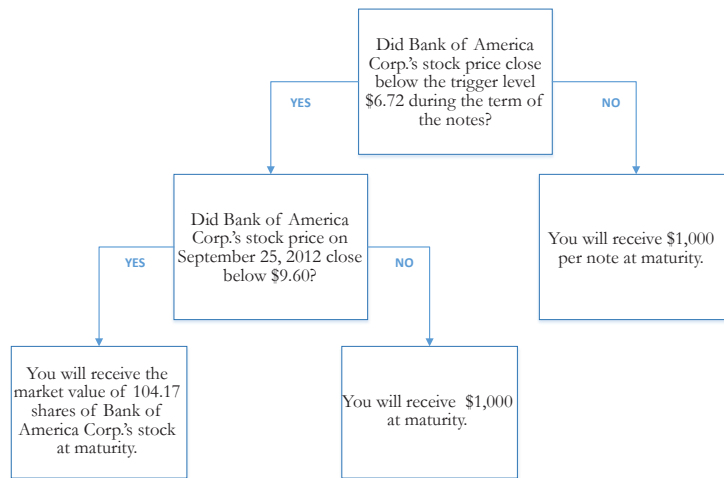 Did Bank of America
Corp.'s stock price close
below the trigger level
$6.72 during the term of
the notes?
YES
NO
Did Bank of America
Corp.'s stock price on
September 25, 2012 close
below $9.60?
You will receive $1,000
per note at maturity.
YES
NO
You will receive the
market value of 104.17
shares of Bank of
America Corp.'s stock
at maturity.
You will receive $1,000
at maturity.